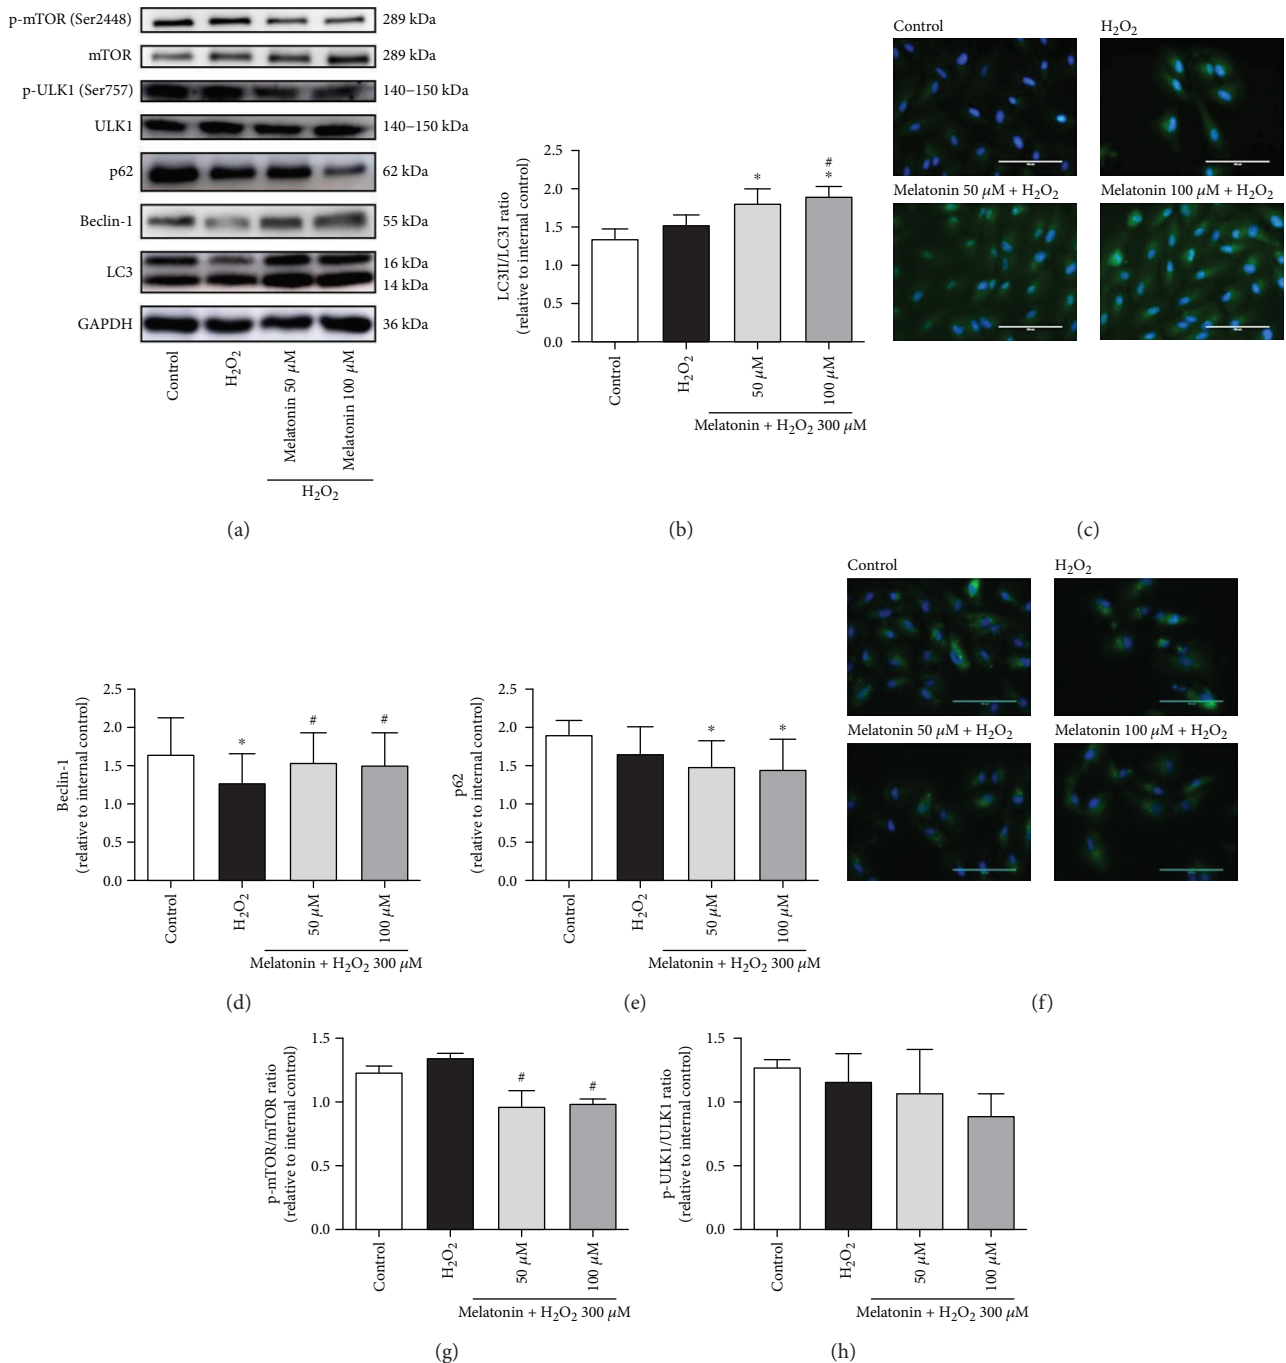 p-mTOR (Ser2448)
289 kDa
mTOR
289 kDa
p-ULK1 (Ser757)
140−150 kDa
ULK1
140−150 kDa
p62
62 kDa
Beclin-1
55 kDa
LC3
16 kDa
14 kDa
GAPDH
36 kDa
Control
H2O2
Melatonin 50 μM
Melatonin 100 μM
H2O2
(a)
LC3II/LC3I ratio
(relative to internal control)
2.5
2.0
1.5
1.0
0.5
0.0
*
#
*
Control
H2O2
50 μM
100 μM
Melatonin + H2O2 300 μM
(b)
Control
H2O2
Melatonin 50 μM + H2O2
Melatonin 100 μM + H2O2
(c)
Beclin-1
(relative to internal control)
2.5
2.0
1.5
1.0
0.5
0.0
*
#
#
Control
H2O2
50 μM
100 μM
Melatonin + H2O2 300 μM
(d)
p62
(relative to internal control)
2.5
2.0
1.5
1.0
0.5
0.0
*
*
Control
H2O2
50 μM
100 μM
Melatonin + H2O2 300 μM
(e)
Control
H2O2
Melatonin 50 μM + H2O2
Melatonin 100 μM + H2O2
(f)
p-mTOR/mTOR ratio
(relative to internal control)
1.5
1.0
0.5
0.0
#
#
Control
H2O2
50 μM
100 μM
Melatonin + H2O2 300 μM
(g)
p-ULK1/ULK1 ratio
(relative to internal control)
1.5
1.0
0.5
0.0
Control
H2O2
50 μM
100 μM
Melatonin + H2O2 300 μM
(h)